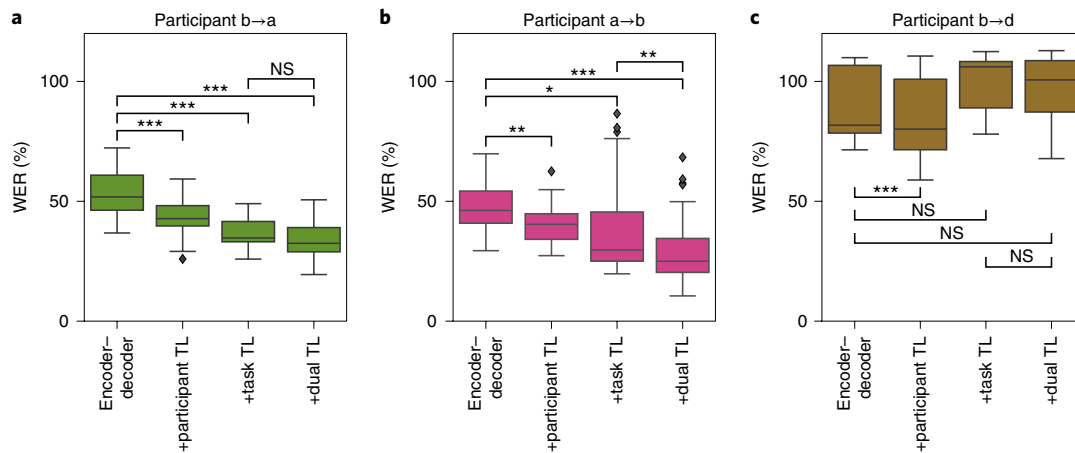 a
Participant b→a
WER (%)
100
50
0
NS
***
***
***
Encoder–
decoder
+participant TL
+task TL
+dual TL
b
Participant a→b
WER (%)
100
50
0
**
***
*
**
Encoder–
decoder
+participant TL
+task TL
+dual TL
c
Participant b→d
WER (%)
100
50
0
***
NS
NS
NS
Encoder–
decoder
+participant TL
+task TL
+dual TL